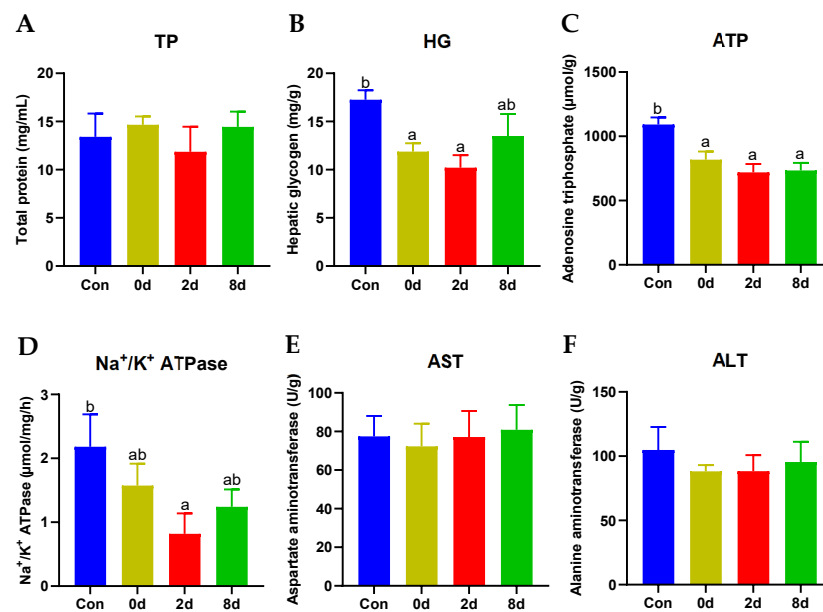 A
TP
Total protein (mg/mL)
20
15
10
5
0
Con 0d 2d 8d
B
HG
Hepatic glycogen (mg/g)
20
15
10
5
0
b
a
a
ab
Con 0d 2d 8d
C
ATP
Adenosine triphosphate (μmol/g)
1500
1000
500
0
b
a
a
a
Con 0d 2d 8d
D
Na⁺/K⁺ ATPase
Na⁺/K⁺ ATPase (μmol/mg/h)
3
2
1
0
b
ab
a
ab
Con 0d 2d 8d
E
AST
Aspartate aminotransferase (U/g)
100
80
60
40
20
0
Con 0d 2d 8d
F
ALT
Alanine aminotransferase (U/g)
150
100
50
0
Con 0d 2d 8d